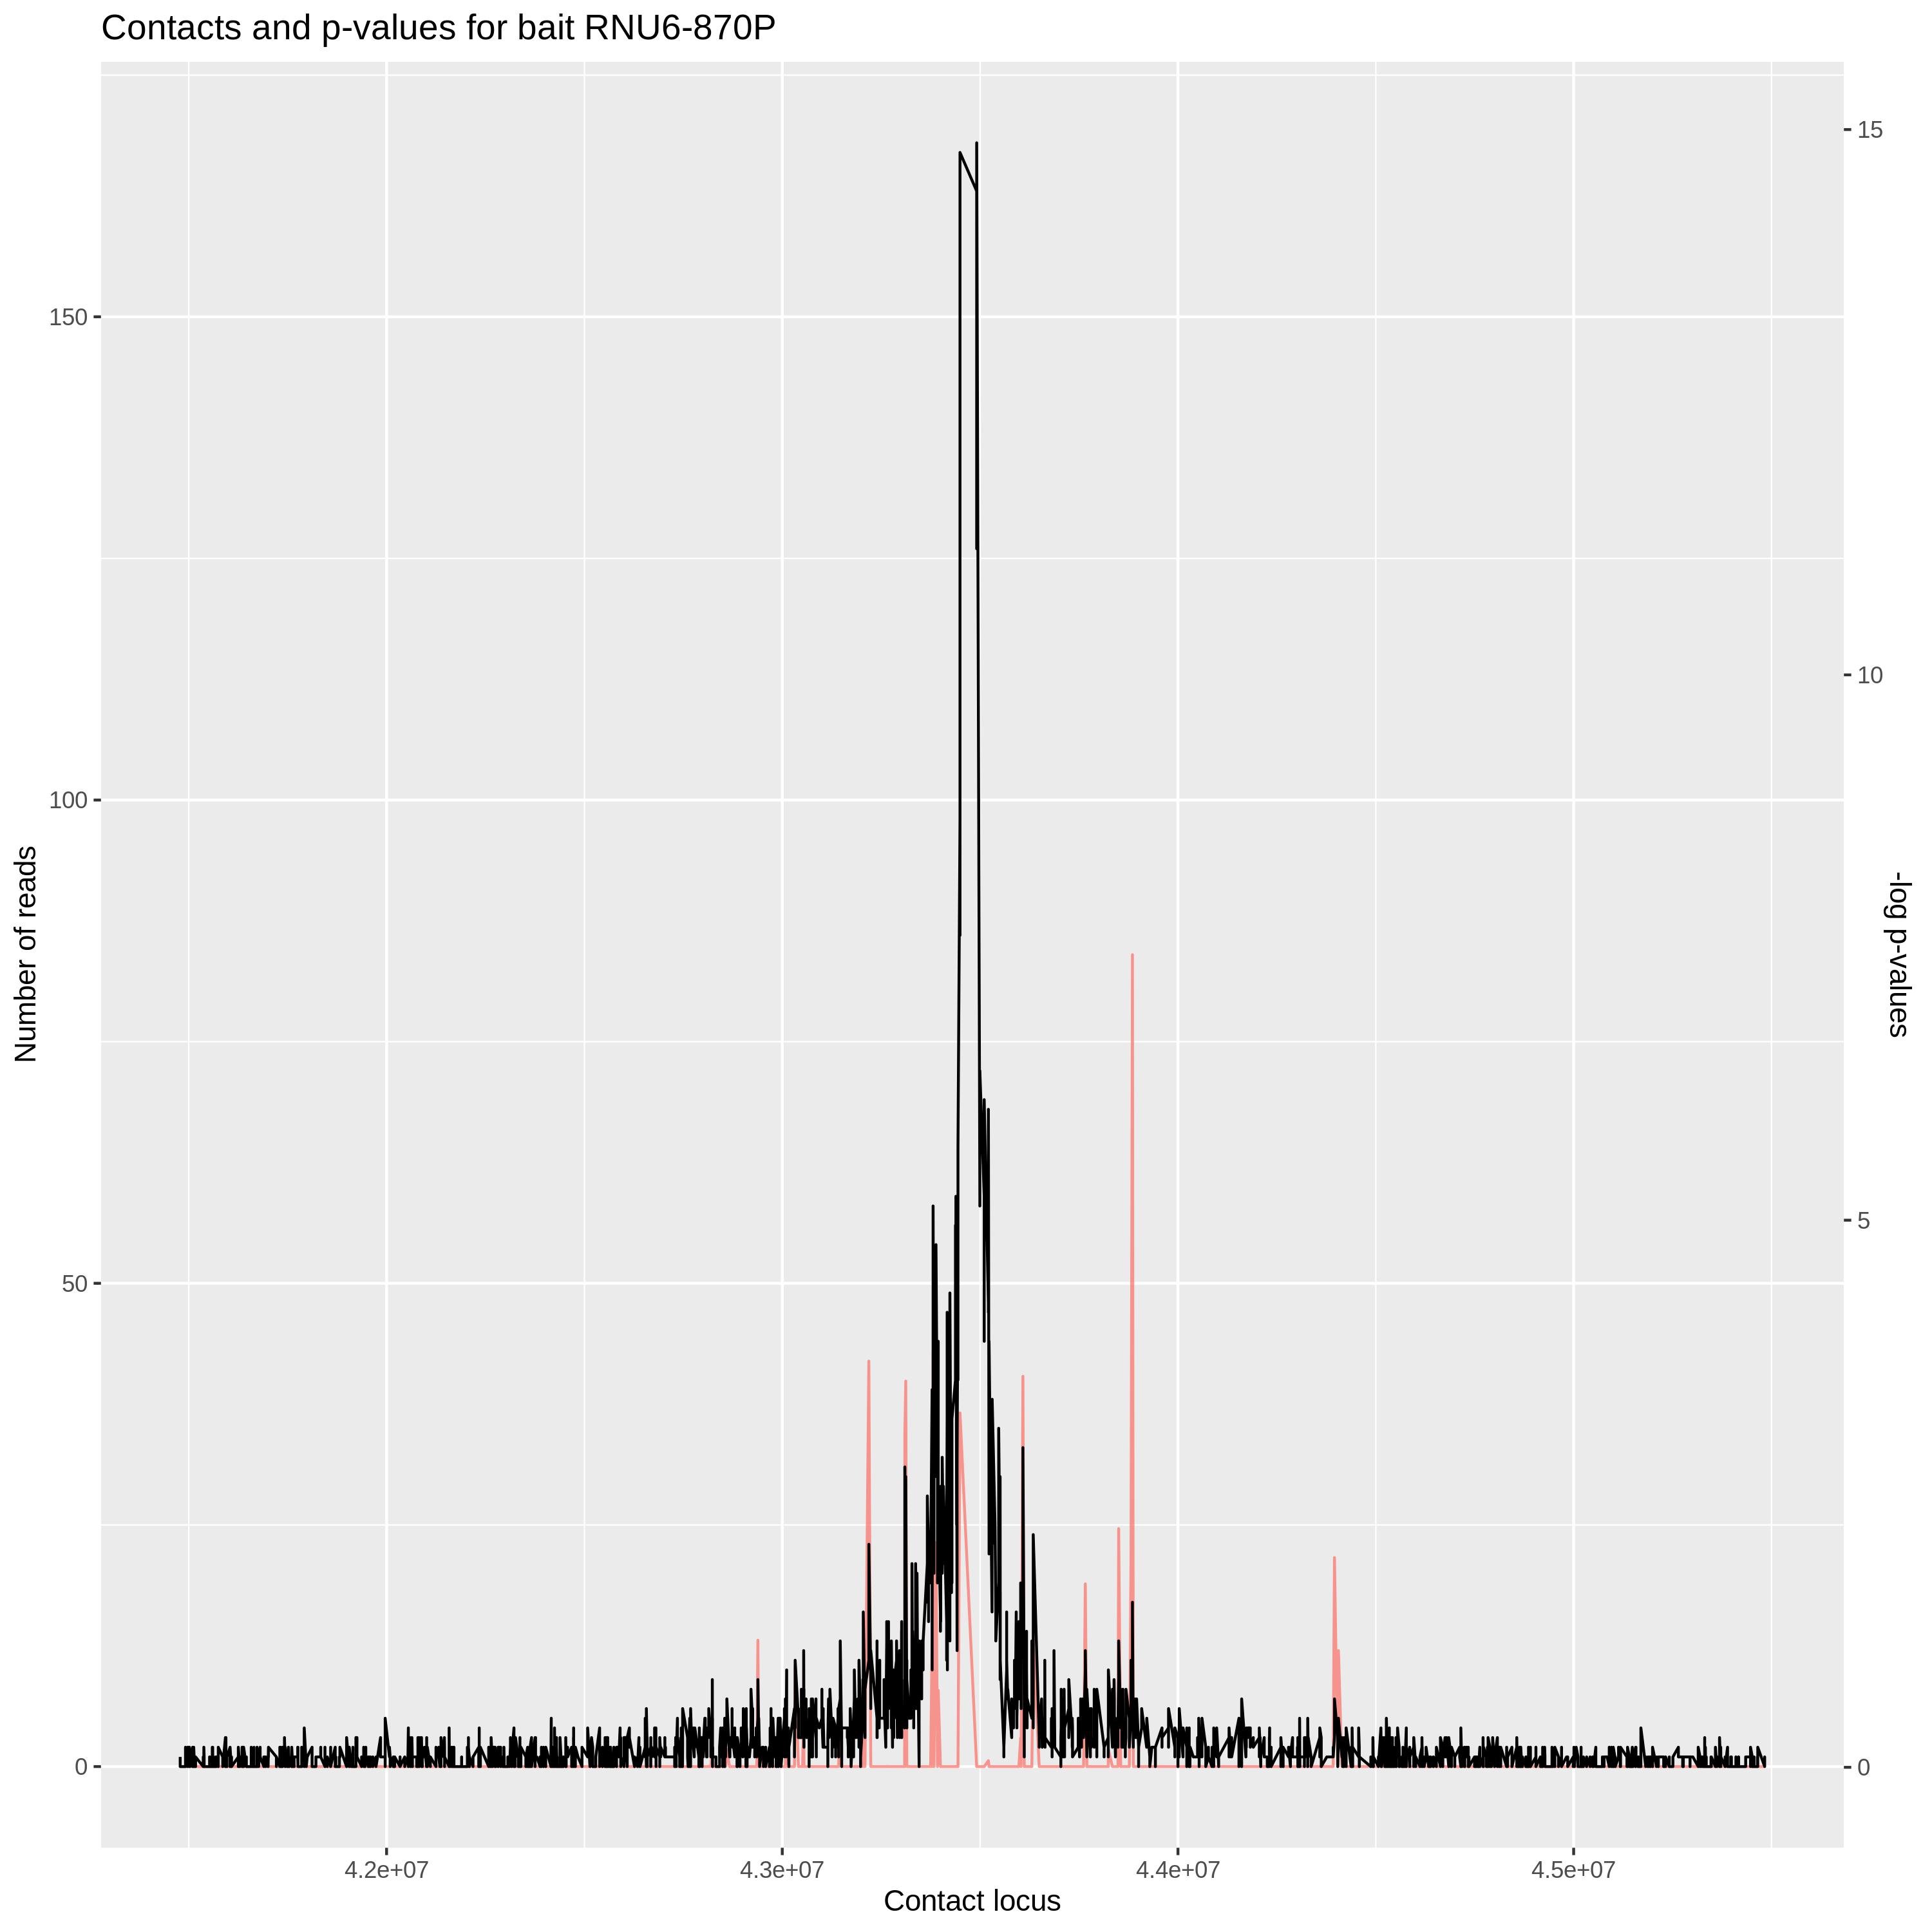 Contacts and p-values for bait RNU6-870P
150
100
50
0
15
10
5
0
4.2e+07
4.3e+07
4.4e+07
4.5e+07
Number of reads
-log p-values
Contact locus